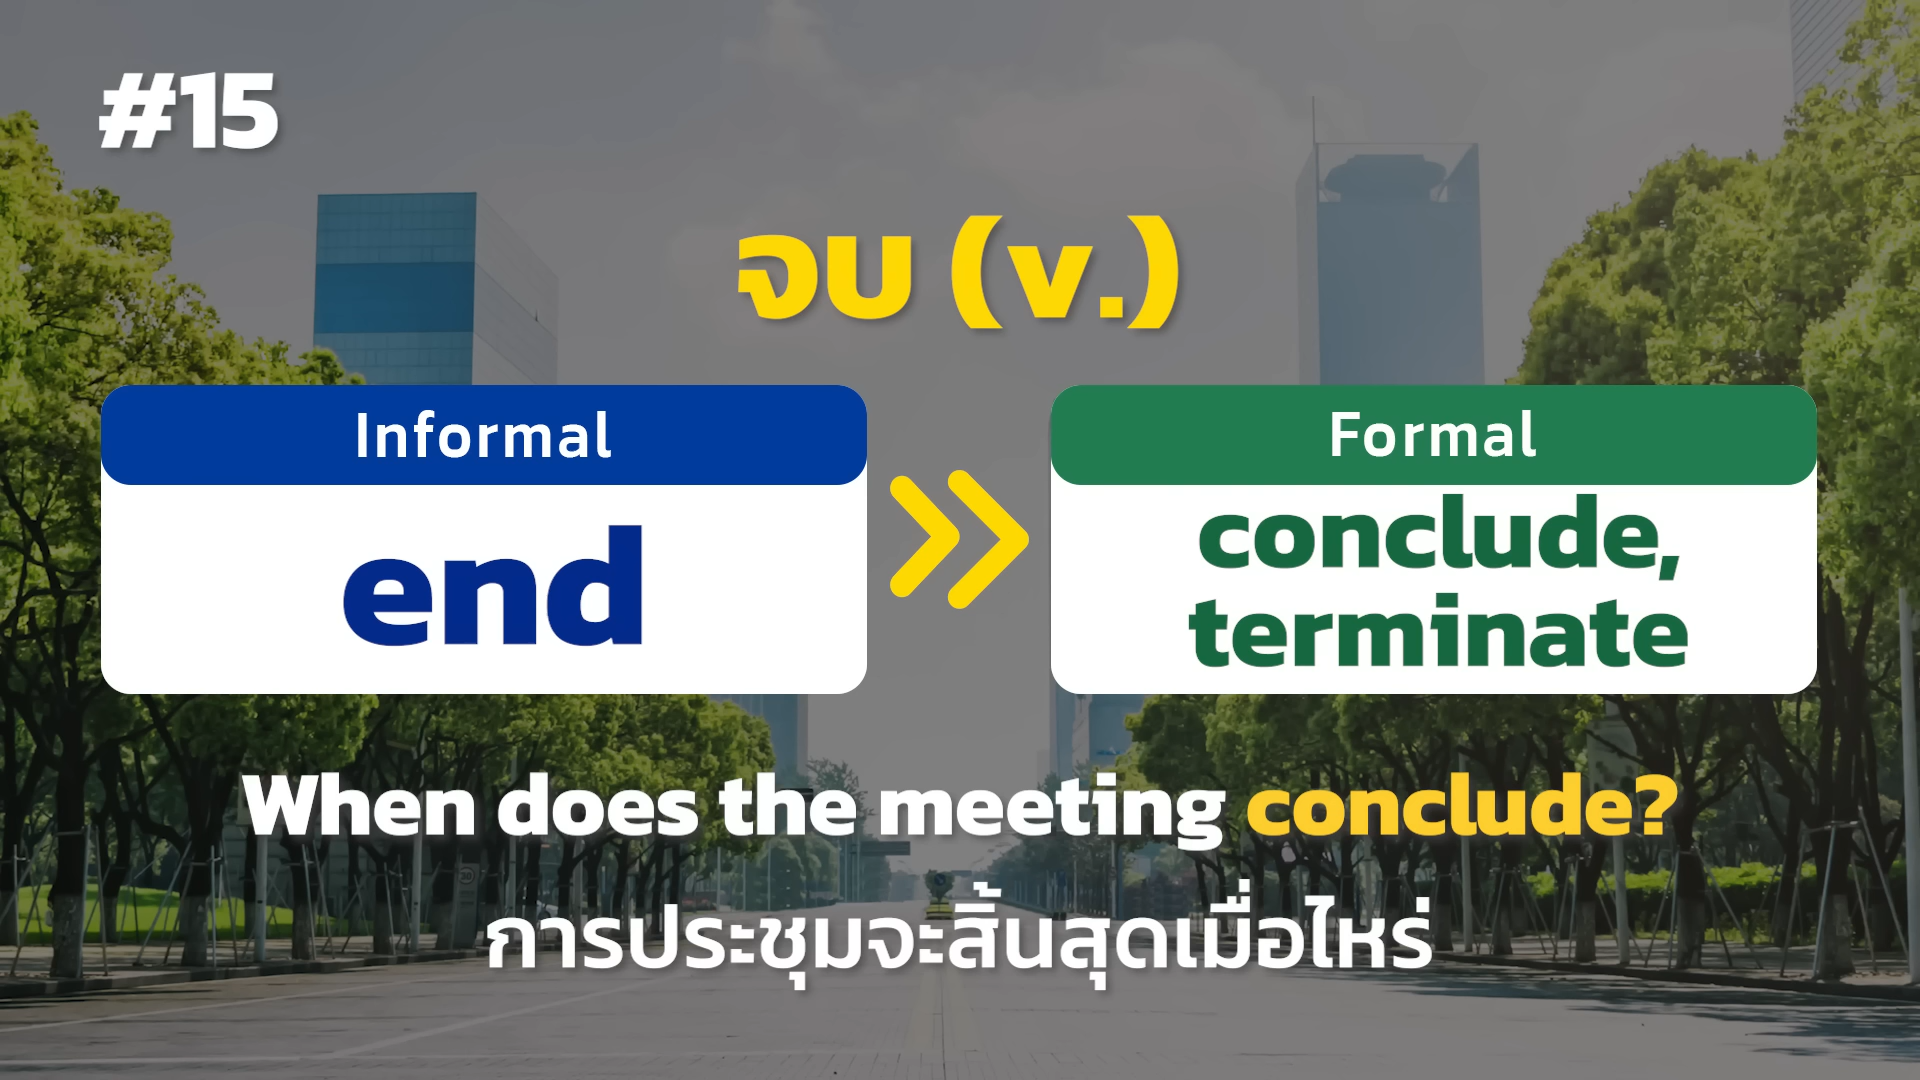 #15
จบ (v.)
Informal
end
Formal
conclude,
terminate
When does the meeting conclude?
การประชุมจะสิ้นสุดเมื่อไหร่